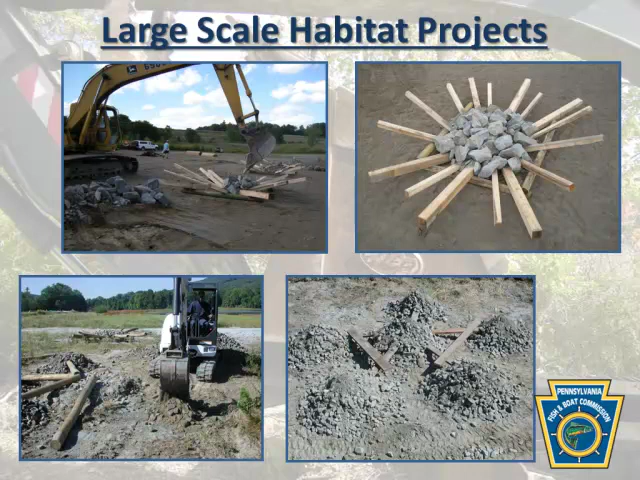 Large Scale Habitat Projects
PENNSYLVANIA
FISH & BOAT COMMISSION